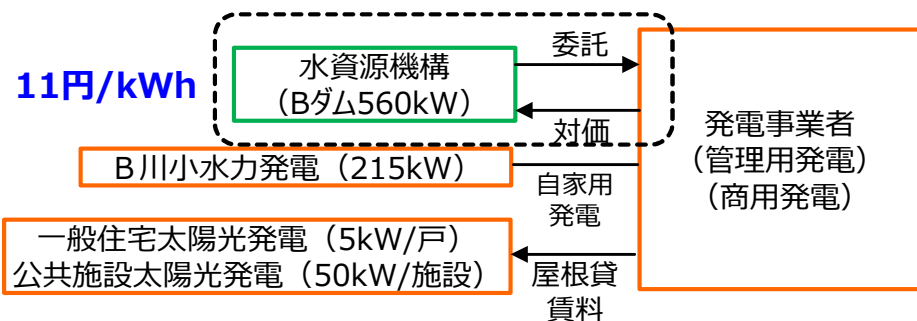 11円/kWh
水資源機構
（Bダム560kW）
委託
対価
B川小水力発電（215kW）
自家用
発電
一般住宅太陽光発電（5kW/戸）
公共施設太陽光発電（50kW/施設）
屋根貸
賃料
発電事業者
（管理用発電）
（商用発電）